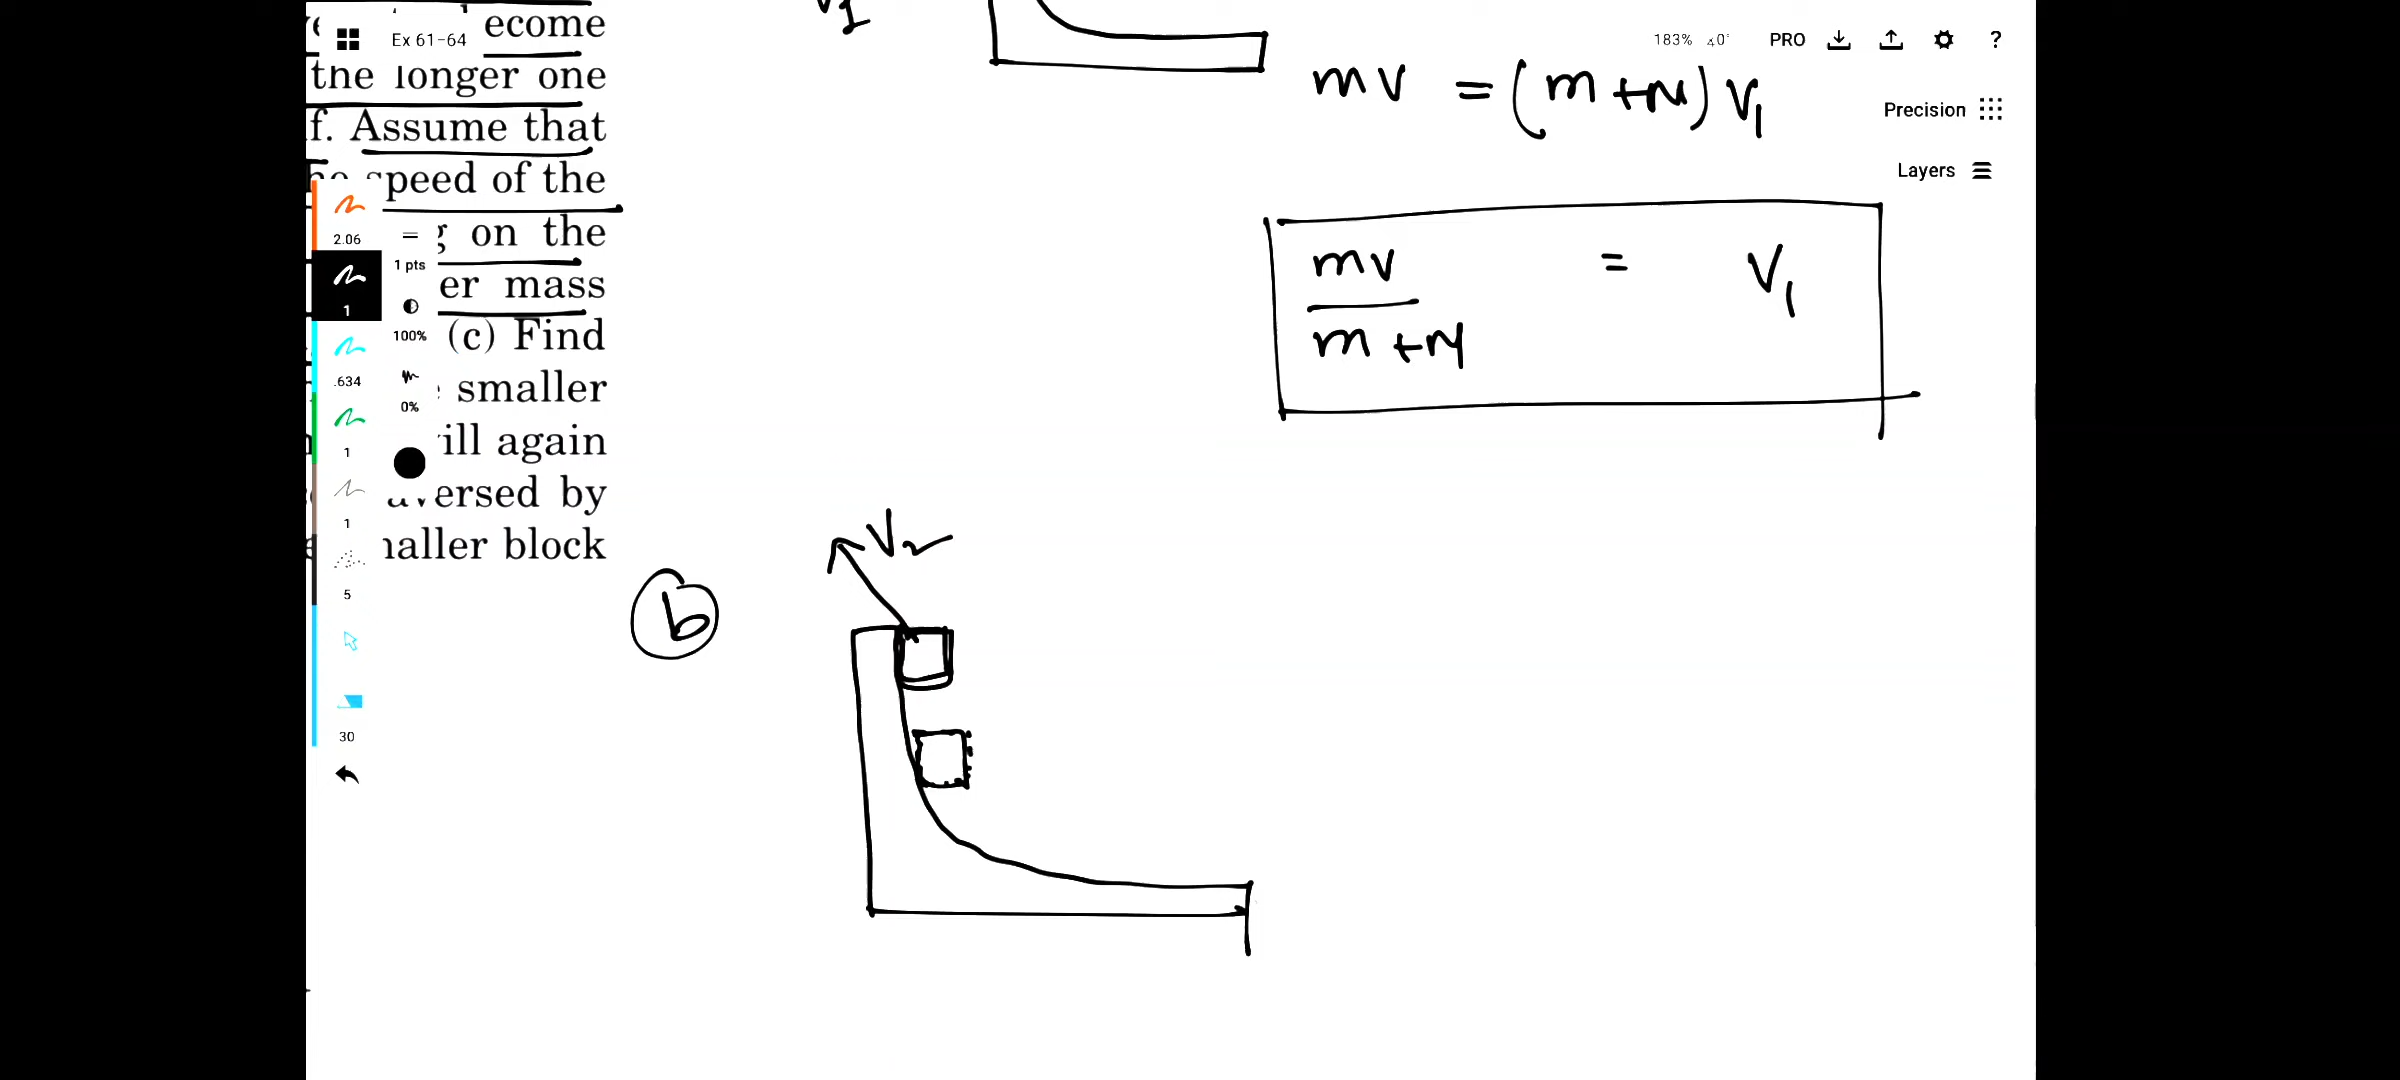 ecome
Ex 61-64
the longer one
f. Assume that
speed of the
on the
er mass
(c) Find
smaller
ill again
ersed by
aller block
2.06
=
1 pts
1
100%
.634
0%
1
1
5
30
183% 40°
PRO
?
Precision
Layers
mv = (m+M) V1
mv = V1
m+M
b
V2